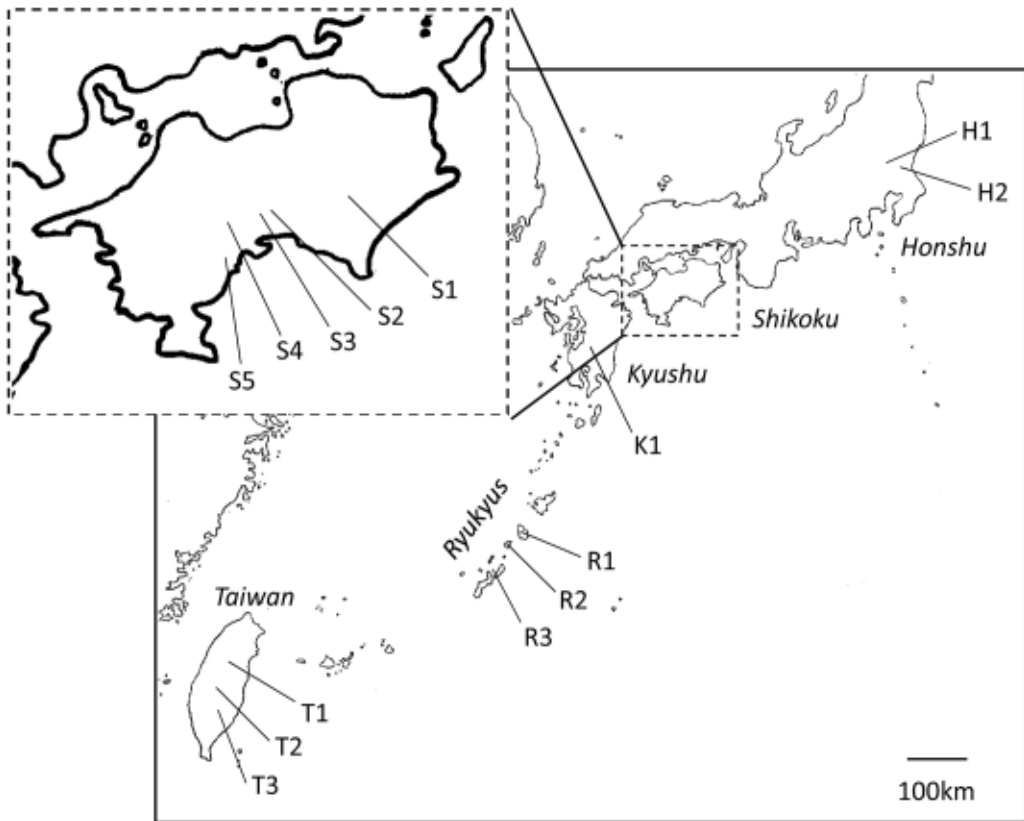 S1
S2
S3
S4
S5
H1
H2
Honshu
Shikoku
Kyushu
K1
Ryukyus
R1
R2
R3
Taiwan
T1
T2
T3
100km